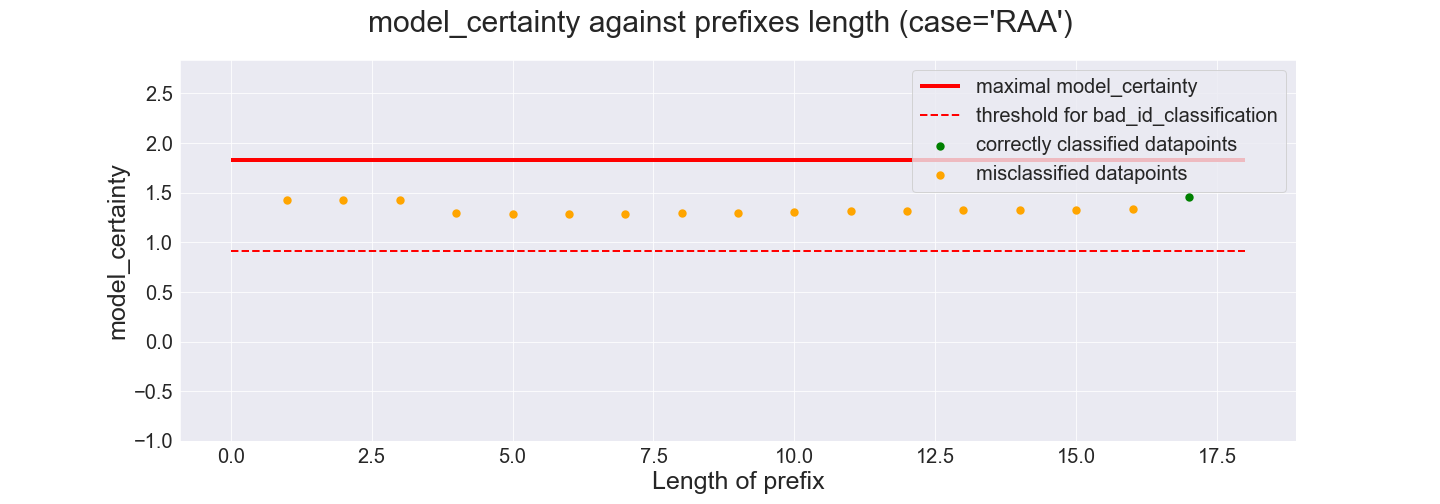 model_certainty against prefixes length (case='RAA')
maximal model_certainty
threshold for bad_id_classification
correctly classified datapoints
misclassified datapoints
model_certainty
2.5
2.0
1.5
1.0
0.5
0.0
−0.5
−1.0
0.0 2.5 5.0 7.5 10.0 12.5 15.0 17.5
Length of prefix